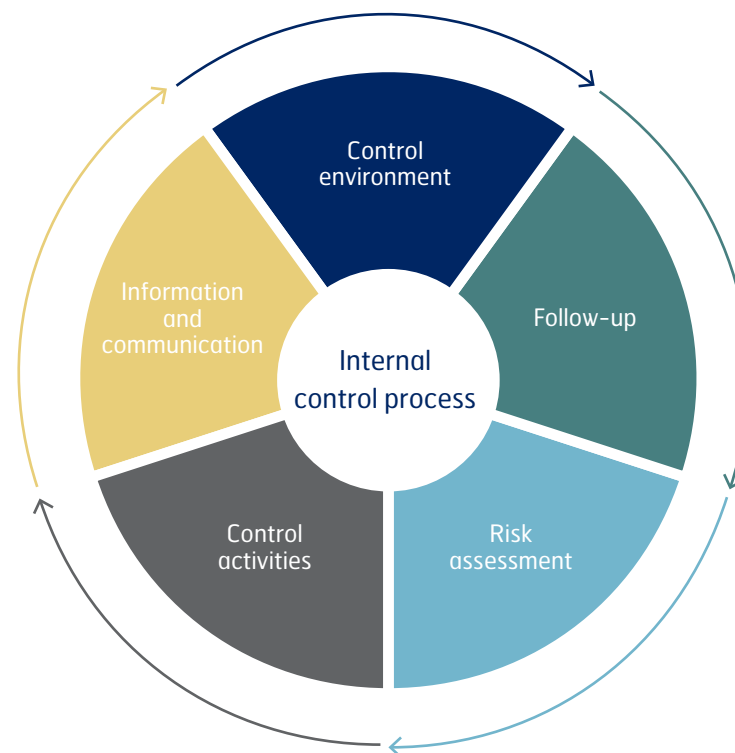 Control
environment
Follow-up
Risk
assessment
Control
activities
Information
and
communication
Internal
control process